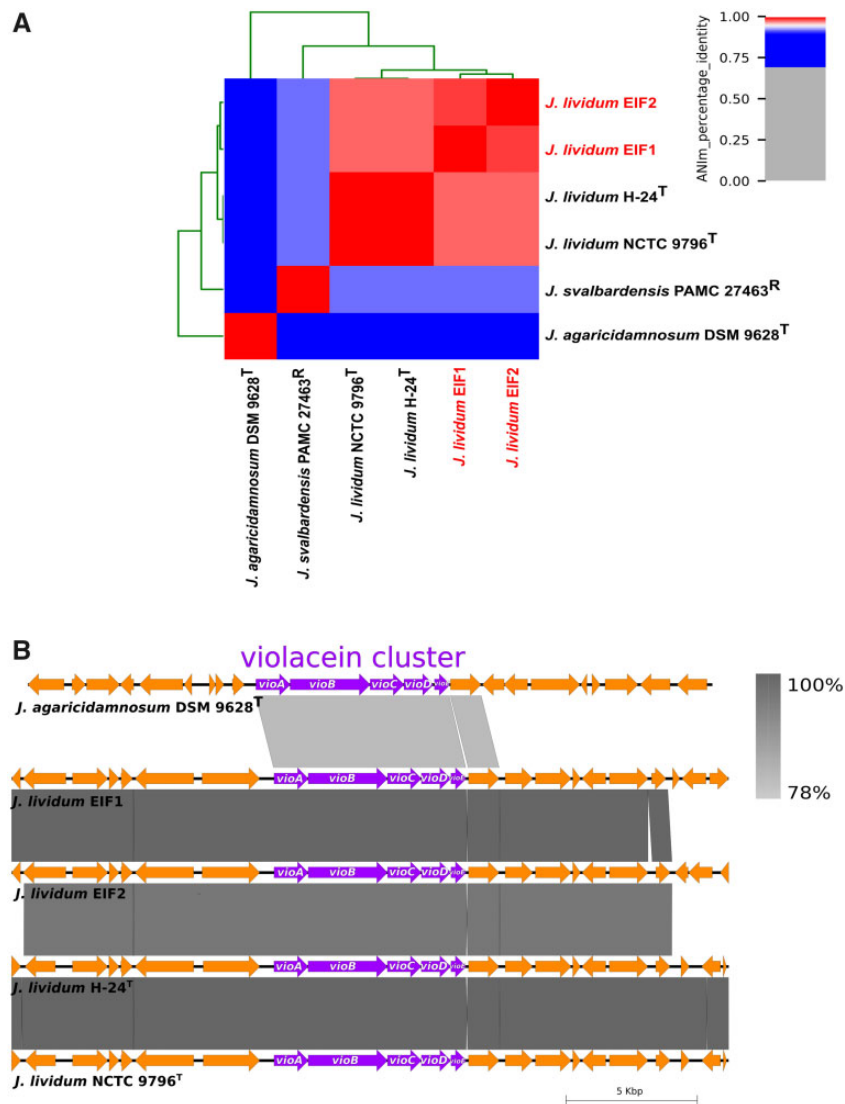 A
1.00
0.75
0.50
0.25
0.00
ANIm_percentage_identity
J. lividum EIF2
J. lividum EIF1
J. lividum H-24T
J. lividum NCTC 9796T
J. svalbardensis PAMC 27463R
J. agaricidamnosum DSM 9628T
J. agaricidamnosum DSM 9628T
J. svalbardensis PAMC 27463R
J. lividum NCTC 9796T
J. lividum H-24T
J. lividum EIF1
J. lividum EIF2
B
violacein cluster
vioA vioB vioC vioD
J. agaricidamnosum DSM 9628T
100%
78%
vioA vioB vioC vioD
J. lividum EIF1
vioA vioB vioC vioD
J. lividum EIF2
vioA vioB vioC vioD
J. lividum H-24T
vioA vioB vioC vioD
J. lividum NCTC 9796T
5 Kbp